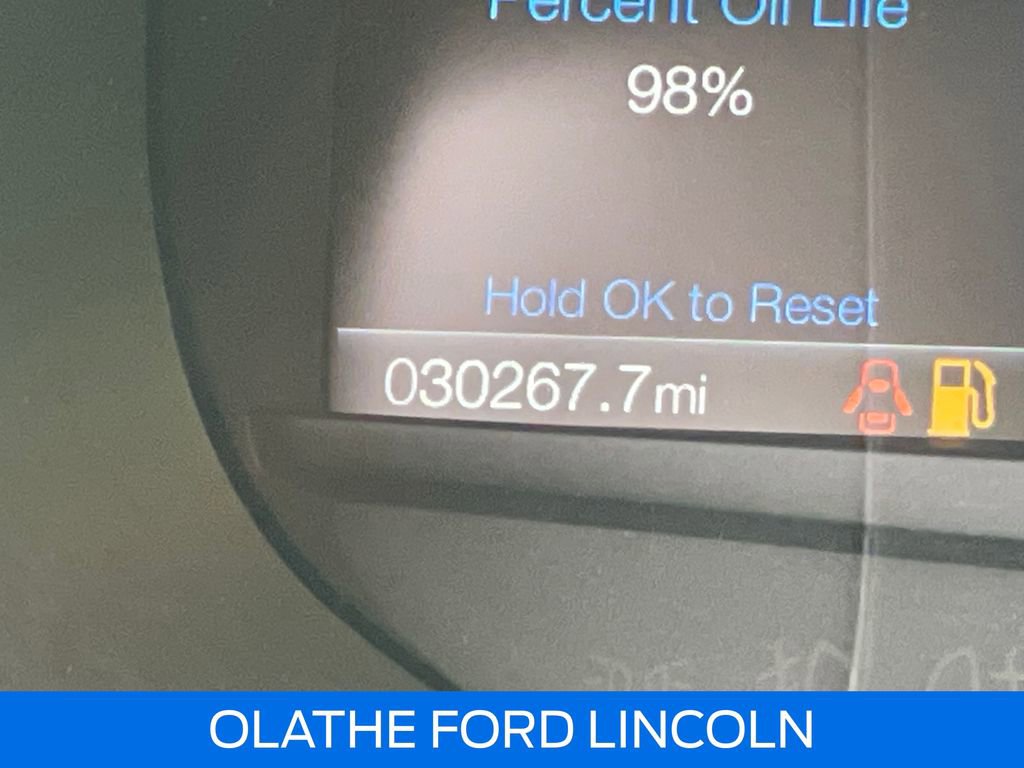 Percent Oil Life
98%
Hold OK to Reset
030267.7mi
OLATHE FORD LINCOLN